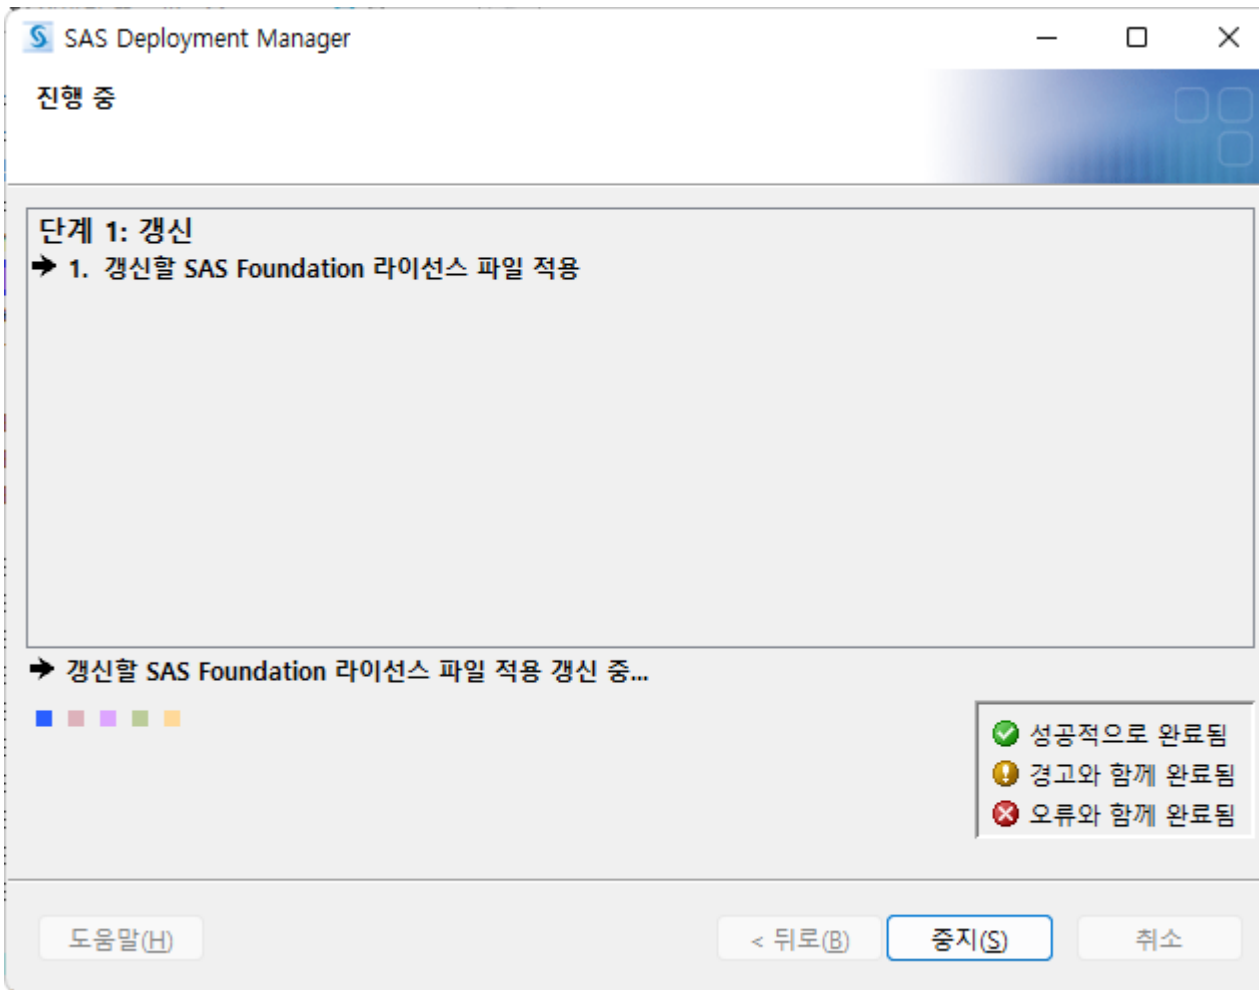 SAS Deployment Manager
진행 중
단계 1: 갱신
1. 갱신할 SAS Foundation 라이선스 파일 적용
갱신할 SAS Foundation 라이선스 파일 적용 갱신 중...
성공적으로 완료됨
경고와 함께 완료됨
오류와 함께 완료됨
도움말(H)
< 뒤로(B)
중지(S)
취소